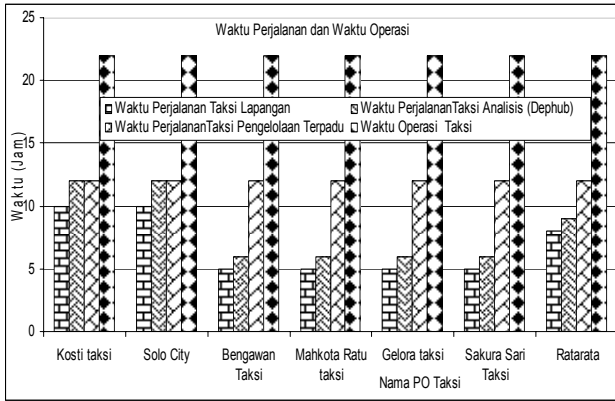 Waktu Perjalanan dan Waktu Operasi
25
20
15
10
5
0
Waktu (Jam)
Waktu Perjalanan Taksi Lapangan
Waktu PerjalananTaksi Analisis (Dephub)
Waktu PerjalananTaksi Pengelolaan Terpadu
Waktu Operasi Taksi
Kosti taksi
Solo City
Bengawan
Taksi
Mahkota Ratu
taksi
Gelora taksi
Sakura Sari
Taksi
Ratarata
Nama PO Taksi